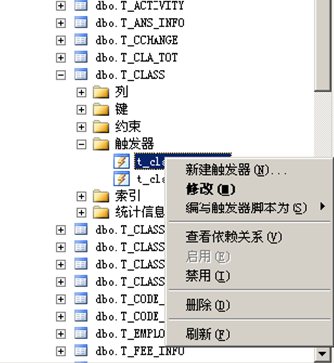 dbo.T_ACTIVITY
dbo.T_ANS_INFO
dbo.T_CCHANGE
dbo.T_CLA_TOT
dbo.T_CLASS
列
键
约束
触发器
t_cla
t_cla
索引
统计信息
dbo.T_CLASS
dbo.T_CLASS
dbo.T_CLASS
dbo.T_CLASS
dbo.T_CODE_
dbo.T_CODE_
dbo.T_EMPLO
dbo.T_FEE_INFO
新建触发器(N)...
修改(M)
编写触发器脚本为(S)
查看依赖关系(V)
启用(E)
禁用(I)
删除(D)
刷新(F)